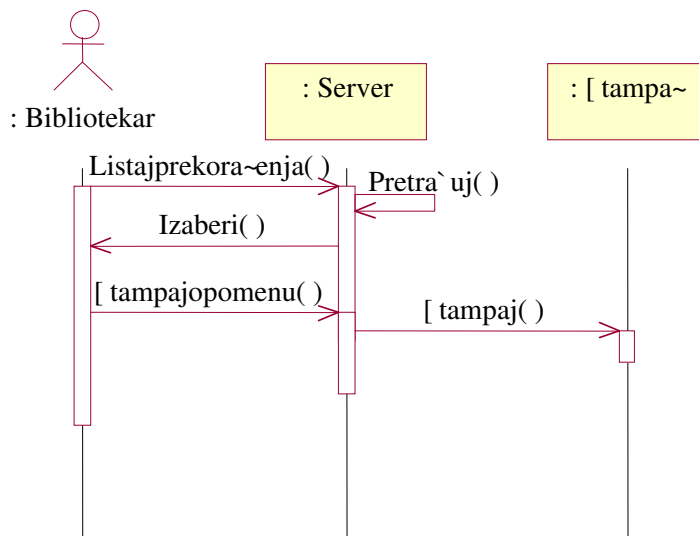 : Bibliotekar
: Server
: [ tampa~
Listajprekora~enja( )
Pretra` uj( )
Izaberi( )
[ tampajopomenu( )
[ tampaj( )